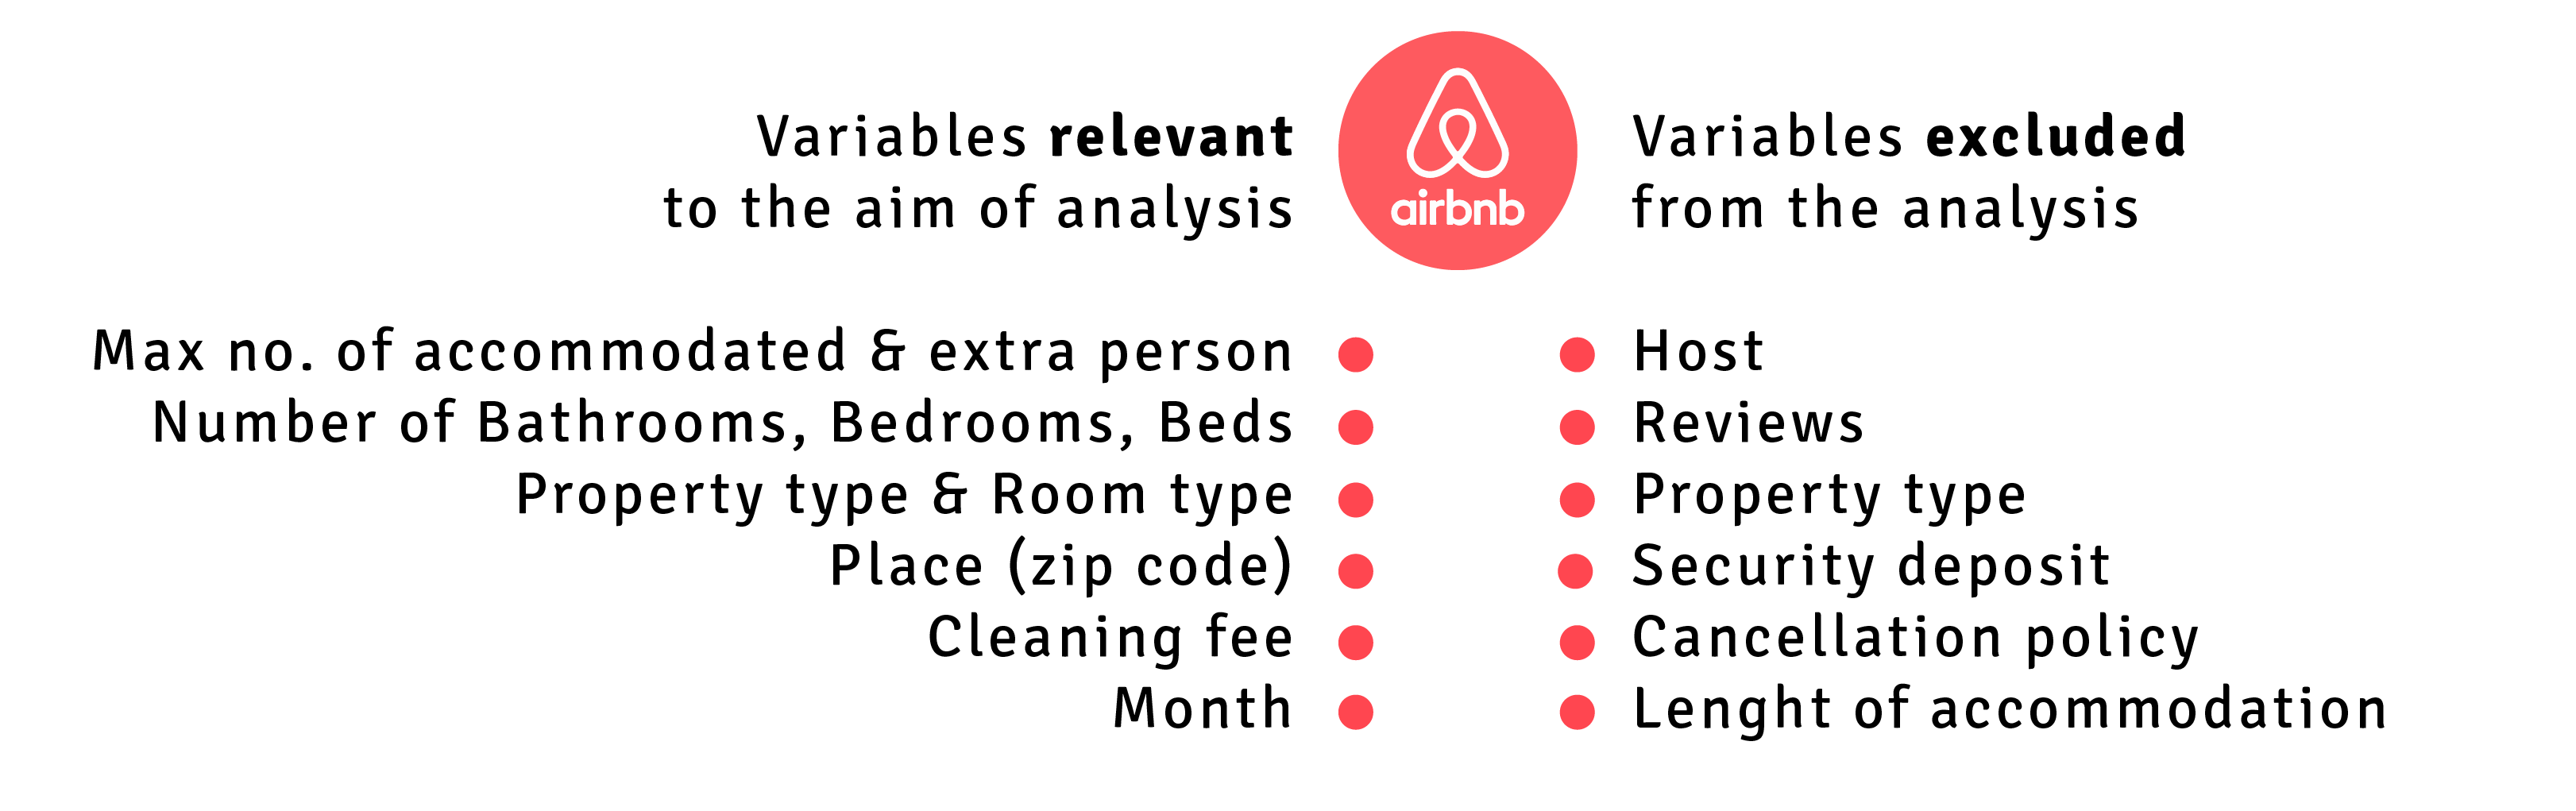 Variables relevant
to the aim of analysis
airbnb
Variables excluded
from the analysis
Max no. of accommodated & extra person
Number of Bathrooms, Bedrooms, Beds
Property type & Room type
Place (zip code)
Cleaning fee
Month
Host
Reviews
Property type
Security deposit
Cancellation policy
Lenght of accommodation